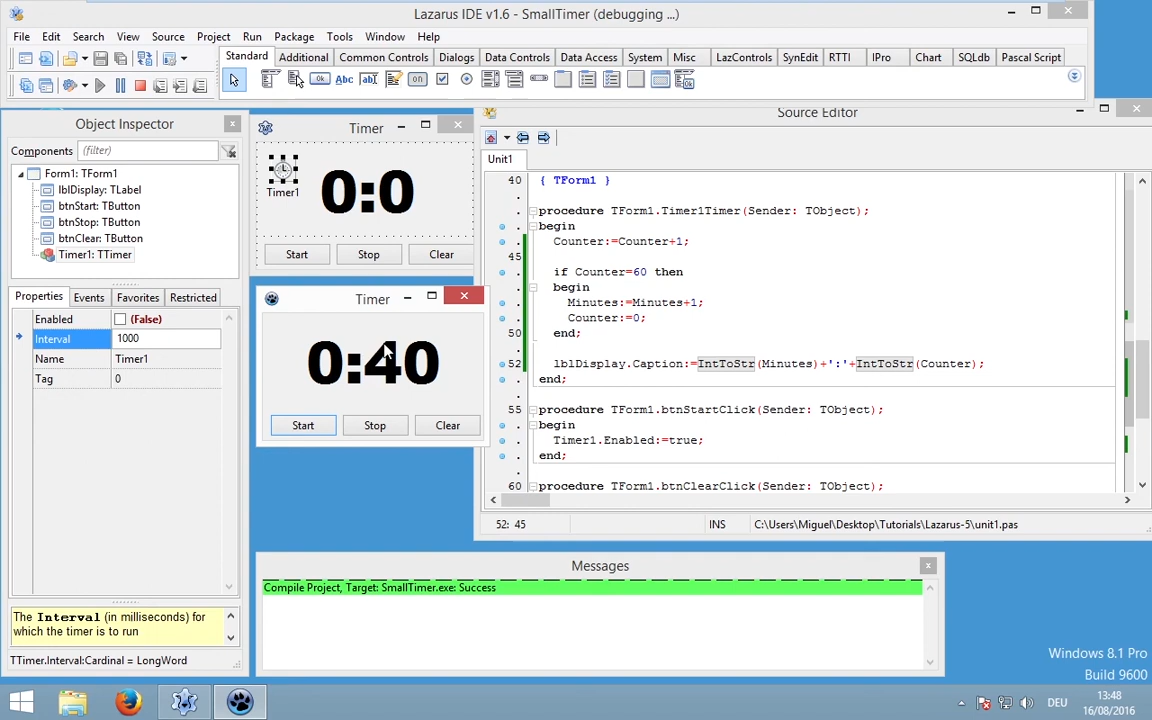 Lazarus IDE v1.6 - SmallTimer (debugging ...)
File Edit Search View Source Project Run Package Tools Window Help
Standard Additional Common Controls Dialogs Data Controls Data Access System Misc LazControls SynEdit RTTI IPro Chart SQLdb Pascal Script
Ok Abc ab on
Object Inspector
Components (filter)
Form1: TForm1
lblDisplay: TLabel
btnStart: TButton
btnStop: TButton
btnClear: TButton
Timer1: TTimer
Properties Events Favorites Restricted
Enabled (False)
Interval 1000
Name Timer1
Tag 0
The Interval (in milliseconds) for
which the timer is to run
TTimer.Interval:Cardinal = LongWord
Timer
Timer1
0:0
Start Stop Clear
Timer
0:40
Start Stop Clear
Source Editor
Unit1
40 { TForm1 }
.
. procedure TForm1.Timer1Timer(Sender: TObject);
. begin
. Counter:=Counter+1;
45
. if Counter=60 then
. begin
. Minutes:=Minutes+1;
. Counter:=0;
50 end;
.
52 lblDisplay.Caption:=IntToStr(Minutes)+':'+IntToStr(Counter);
. end;
.
55 procedure TForm1.btnStartClick(Sender: TObject);
. begin
. Timer1.Enabled:=true;
. end;
.
60 procedure TForm1.btnClearClick(Sender: TObject);
52: 45 INS C:\Users\Miguel\Desktop\Tutorials\Lazarus-5\unit1.pas
Messages
Compile Project, Target: SmallTimer.exe: Success
Windows 8.1 Pro
Build 9600
DEU
13:48
16/08/2016